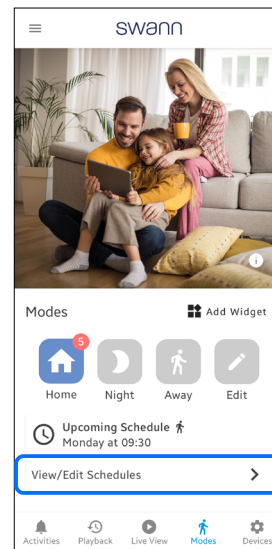 swann
Modes
Add Widget
5
Home
Night
Away
Edit
Upcoming Schedule
Monday at 09:30
View/Edit Schedules
Activities
Playback
Live View
Modes
Devices